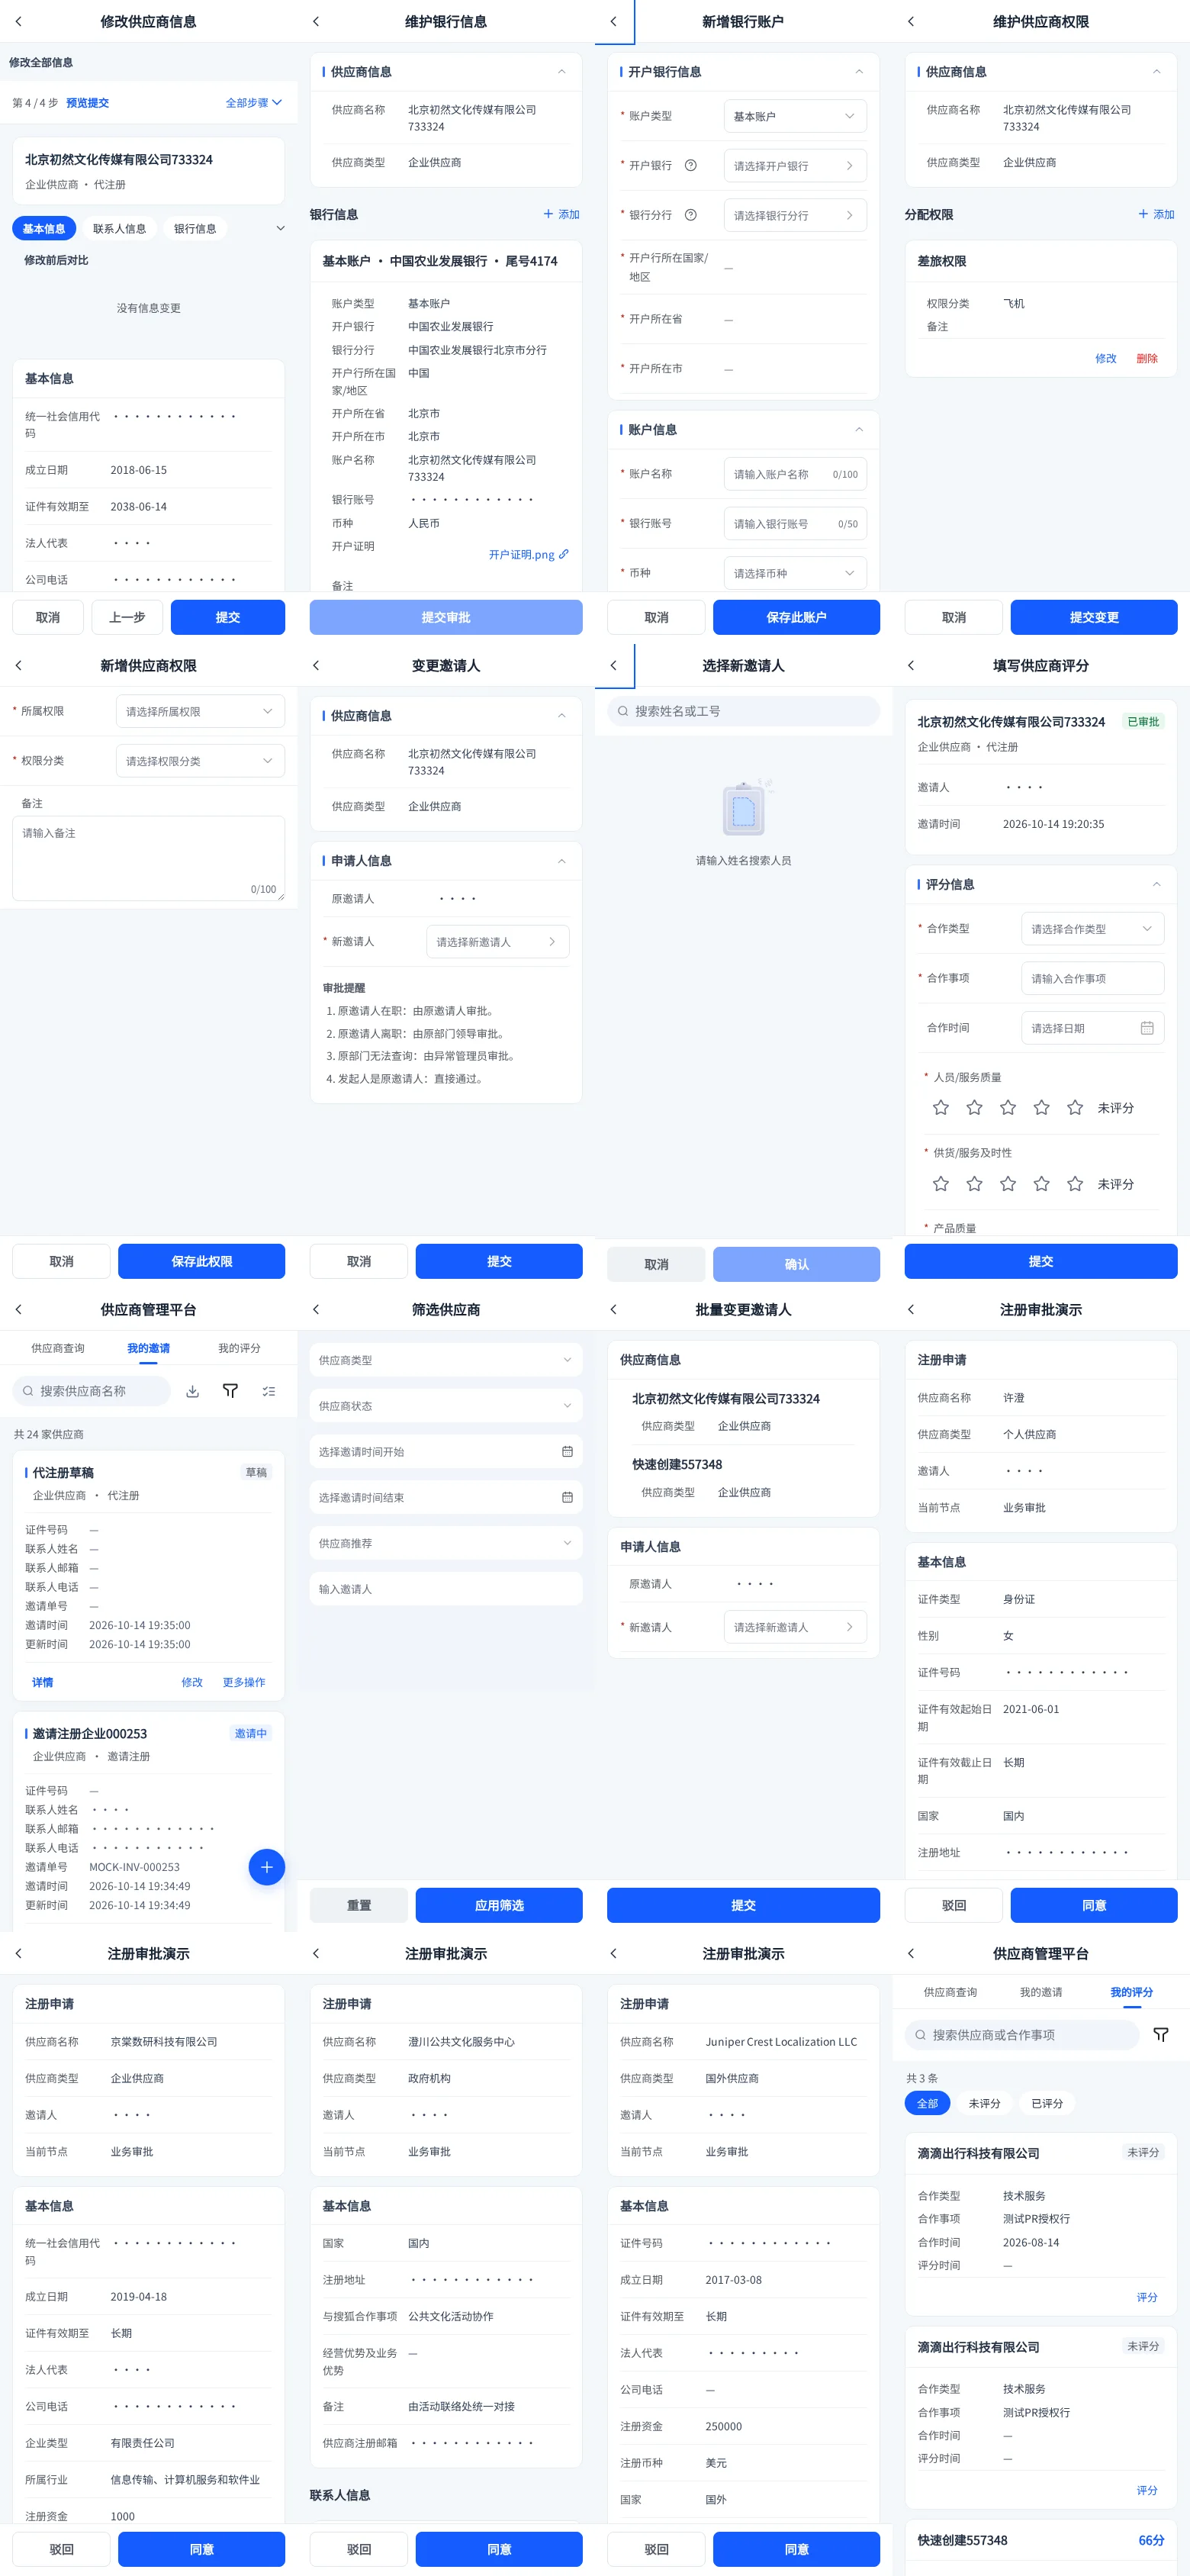 修改供应商信息
修改全部信息
第 4 / 4 步 预览提交 全部步骤
北京初然文化传媒有限公司733324
企业供应商 • 代注册
基本信息 联系人信息 银行信息
修改前后对比
没有信息变更
基本信息
统一社会信用代码 ············
成立日期 2018-06-15
证件有效期至 2038-06-14
法人代表 ····
公司电话 ············
取消 上一步 提交
维护银行信息
供应商信息
供应商名称 北京初然文化传媒有限公司
733324
供应商类型 企业供应商
银行信息 + 添加
基本账户 • 中国农业发展银行 • 尾号4174
账户类型 基本账户
开户银行 中国农业发展银行
银行分行 中国农业发展银行北京市分行
开户行所在国家/地区 中国
开户所在省 北京市
开户所在市 北京市
账户名称 北京初然文化传媒有限公司
733324
银行账号 ············
币种 人民币
开户证明
开户证明.png
备注
提交审批
新增银行账户
开户银行信息
* 账户类型 基本账户
* 开户银行 请选择开户银行
* 银行分行 请选择银行分行
* 开户行所在国家/
地区 —
* 开户所在省 —
* 开户所在市 —
账户信息
* 账户名称 请输入账户名称 0/100
* 银行账号 请输入银行账号 0/50
* 币种 请选择币种
取消 保存此账户
维护供应商权限
供应商信息
供应商名称 北京初然文化传媒有限公司
733324
供应商类型 企业供应商
分配权限 + 添加
差旅权限
权限分类 飞机
备注
修改 删除
取消 提交变更
新增供应商权限
* 所属权限 请选择所属权限
* 权限分类 请选择权限分类
备注
请输入备注
0/100
取消 保存此权限
变更邀请人
供应商信息
供应商名称 北京初然文化传媒有限公司
733324
供应商类型 企业供应商
申请人信息
原邀请人 ····
* 新邀请人 请选择新邀请人
审批提醒
1. 原邀请人在职：由原邀请人审批。
2. 原邀请人离职：由原部门领导审批。
3. 原部门无法查询：由异常管理员审批。
4. 发起人是原邀请人：直接通过。
取消 提交
选择新邀请人
搜索姓名或工号
请输入姓名搜索人员
取消 确认
填写供应商评分
北京初然文化传媒有限公司733324 已审批
企业供应商 • 代注册
邀请人 ····
邀请时间 2026-10-14 19:20:35
评分信息
* 合作类型 请选择合作类型
* 合作事项 请输入合作事项
合作时间 请选择日期
* 人员/服务质量
未评分
* 供货/服务及时性
未评分
* 产品质量
提交
供应商管理平台
供应商查询 我的邀请 我的评分
搜索供应商名称
共 24 家供应商
代注册草稿 草稿
企业供应商 • 代注册
证件号码 —
联系人姓名 —
联系人邮箱 —
联系人电话 —
邀请单号 —
邀请时间 2026-10-14 19:35:00
更新时间 2026-10-14 19:35:00
详情 修改 更多操作
邀请注册企业000253 邀请中
企业供应商 • 邀请注册
证件号码 —
联系人姓名 ····
联系人邮箱 ············
联系人电话 ···········
邀请单号 MOCK-INV-000253
邀请时间 2026-10-14 19:34:49
更新时间 2026-10-14 19:34:49
筛选供应商
供应商类型
供应商状态
选择邀请时间开始
选择邀请时间结束
供应商推荐
输入邀请人
重置 应用筛选
批量变更邀请人
供应商信息
北京初然文化传媒有限公司733324
供应商类型 企业供应商
快速创建557348
供应商类型 企业供应商
申请人信息
原邀请人 ····
* 新邀请人 请选择新邀请人
提交
注册审批演示
注册申请
供应商名称 许澄
供应商类型 个人供应商
邀请人 ····
当前节点 业务审批
基本信息
证件类型 身份证
性别 女
证件号码 ············
证件有效起始日期 2021-06-01
证件有效截止日期 长期
国家 国内
注册地址 ············
驳回 同意
注册审批演示
注册申请
供应商名称 京棠数研科技有限公司
供应商类型 企业供应商
邀请人 ····
当前节点 业务审批
基本信息
统一社会信用代码 ············
成立日期 2019-04-18
证件有效期至 长期
法人代表 ····
公司电话 ············
企业类型 有限责任公司
所属行业 信息传输、计算机服务和软件业
注册资金 1000
驳回 同意
注册审批演示
注册申请
供应商名称 澄川公共文化服务中心
供应商类型 政府机构
邀请人 ····
当前节点 业务审批
基本信息
国家 国内
注册地址 ············
与搜狐合作事项 公共文化活动协作
经营优势及业务优势 —
备注 由活动联络处统一对接
供应商注册邮箱 ············
联系人信息
驳回 同意
注册审批演示
注册申请
供应商名称 Juniper Crest Localization LLC
供应商类型 国外供应商
邀请人 ····
当前节点 业务审批
基本信息
证件号码 ············
成立日期 2017-03-08
证件有效期至 长期
法人代表 ·········
公司电话 —
注册资金 250000
注册币种 美元
国家 国外
驳回 同意
供应商管理平台
供应商查询 我的邀请 我的评分
搜索供应商或合作事项
共 3 条
全部 未评分 已评分
滴滴出行科技有限公司 未评分
合作类型 技术服务
合作事项 测试PR授权行
合作时间 2026-08-14
评分时间 —
评分
滴滴出行科技有限公司 未评分
合作类型 技术服务
合作事项 测试PR授权行
合作时间 —
评分时间 —
评分
快速创建557348 66分